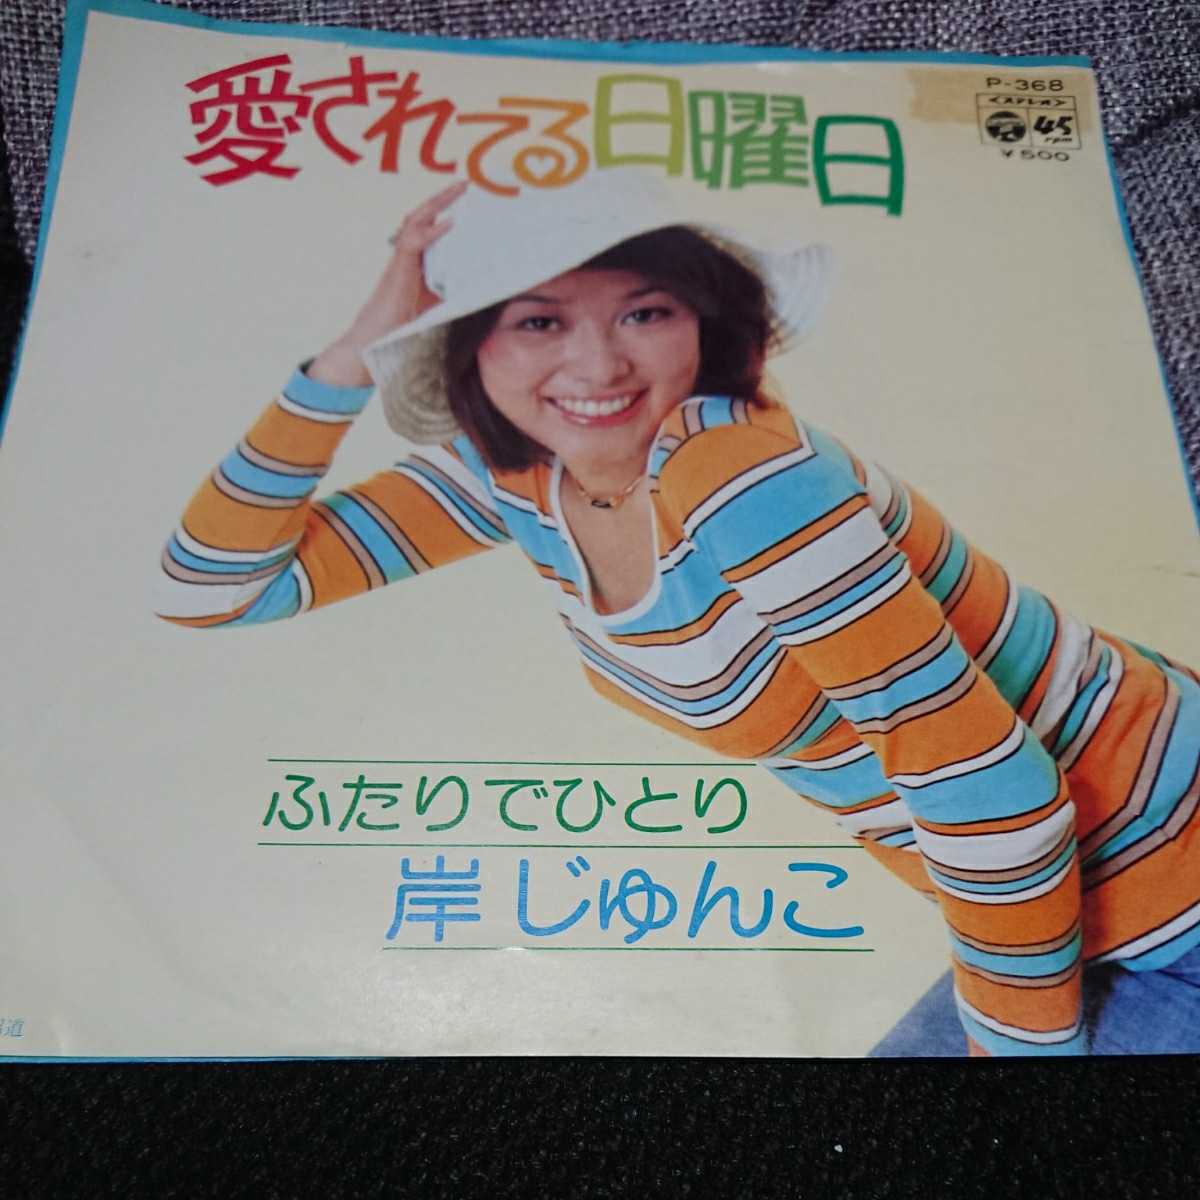 愛されてる日曜日
P-368
<ステレオ>
45
rpm
¥500
ふたりでひとり
岸じゅんこ
道